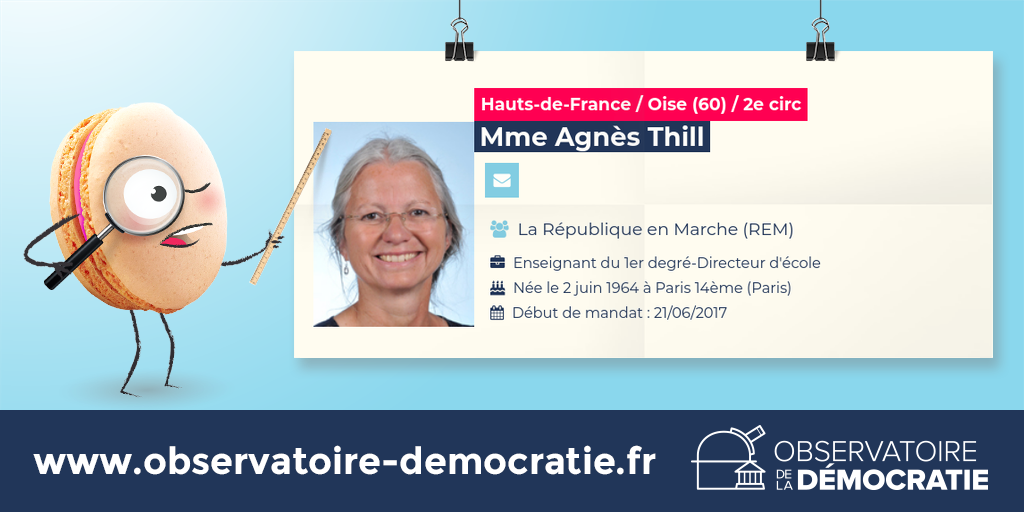 Hauts-de-France / Oise (60) / 2e circ
Mme Agnès Thill
La République en Marche (REM)
Enseignant du 1er degré-Directeur d'école
Née le 2 juin 1964 à Paris 14ème (Paris)
Début de mandat : 21/06/2017
www.observatoire-democratie.fr
OBSERVATOIRE
DE LA DÉMOCRATIE